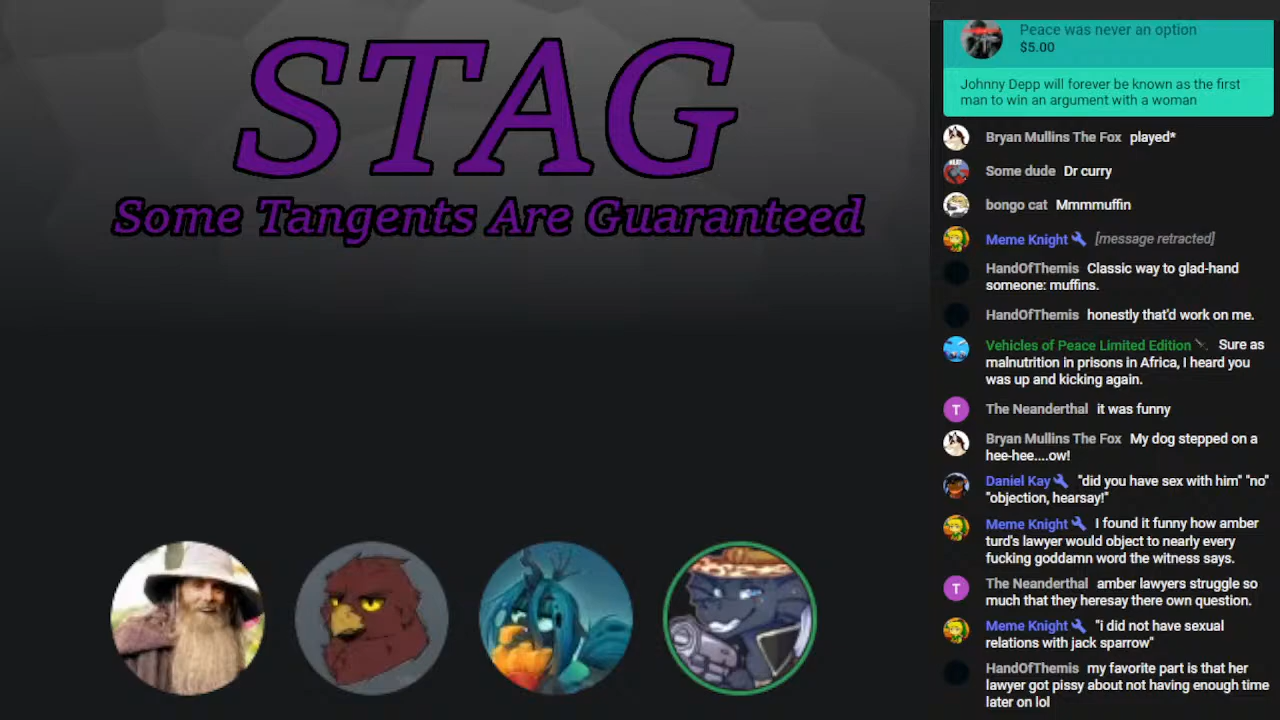 STAG
Some Tangents Are Guaranteed
Peace was never an option
$5.00
Johnny Depp will forever be known as the first
man to win an argument with a woman
Bryan Mullins The Fox played*
Some dude Dr curry
bongo cat Mmmmuffin
Meme Knight [message retracted]
HandOfThemis Classic way to glad-hand
someone: muffins.
HandOfThemis honestly that'd work on me.
Vehicles of Peace Limited Edition Sure as
malnutrition in prisons in Africa, I heard you
was up and kicking again.
T The Neanderthal it was funny
Bryan Mullins The Fox My dog stepped on a
hee-hee....ow!
Daniel Kay "did you have sex with him" "no"
"objection, hearsay!"
Meme Knight I found it funny how amber
turd's lawyer would object to nearly every
fucking goddamn word the witness says.
T The Neanderthal amber lawyers struggle so
much that they heresay there own question.
Meme Knight "i did not have sexual
relations with jack sparrow"
HandOfThemis my favorite part is that her
lawyer got pissy about not having enough time
later on lol